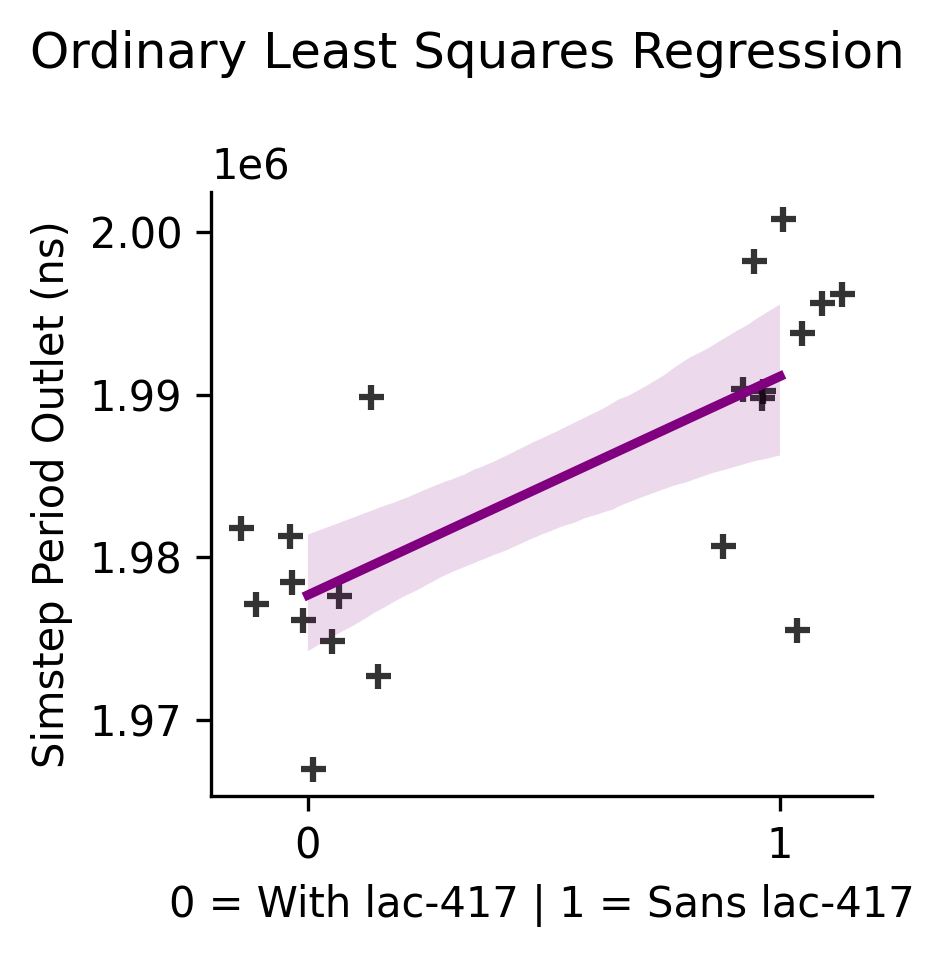 Ordinary Least Squares Regression
1e6
2.00
1.99
1.98
1.97
Simstep Period Outlet (ns)
0
1
0 = With lac-417 | 1 = Sans lac-417